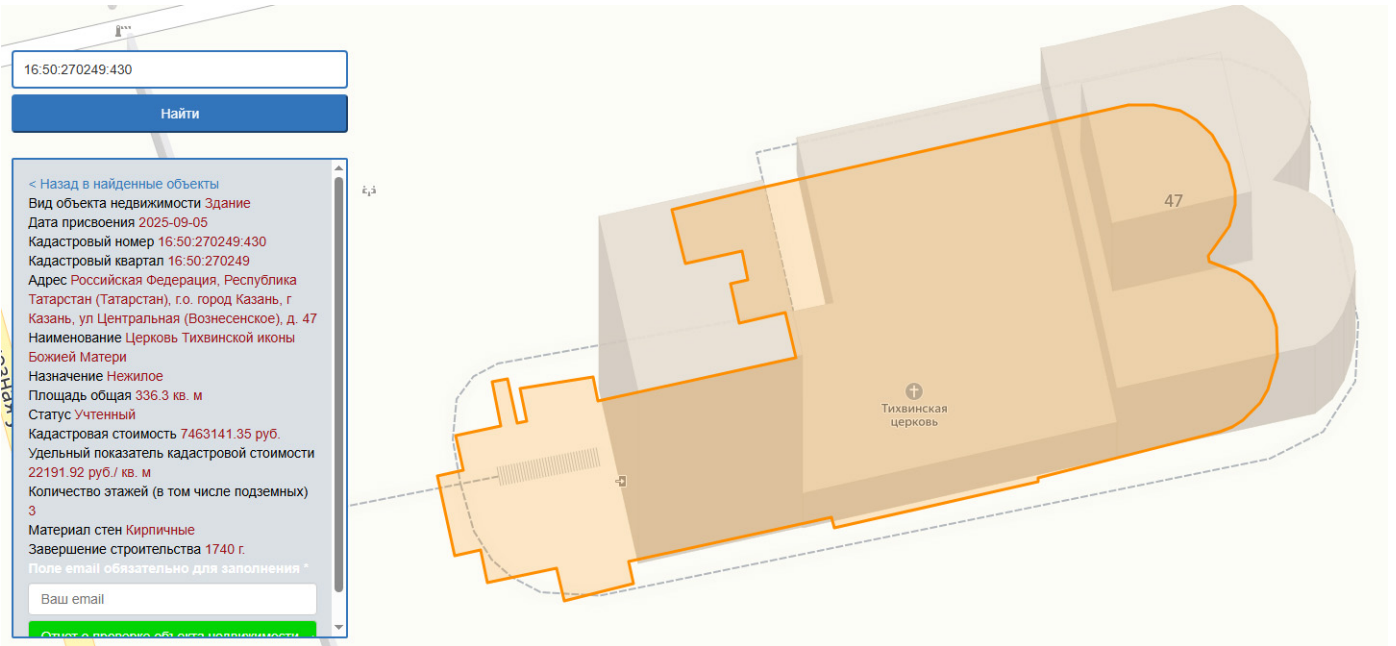 16:50:270249:430
Найти
< Назад в найденные объекты
Вид объекта недвижимости Здание
Дата присвоения 2025-09-05
Кадастровый номер 16:50:270249:430
Кадастровый квартал 16:50:270249
Адрес Российская Федерация, Республика
Татарстан (Татарстан), г.о. город Казань, г
Казань, ул Центральная (Вознесенское), д. 47
Наименование Церковь Тихвинской иконы
Божией Матери
Назначение Нежилое
Площадь общая 336.3 кв. м
Статус Учтенный
Кадастровая стоимость 7463141.35 руб.
Удельный показатель кадастровой стоимости
22191.92 руб./ кв. м
Количество этажей (в том числе подземных)
3
Материал стен Кирпичные
Завершение строительства 1740 г.
Поле email обязательно для заполнения *
Ваш email
Отчет о проверке объекта недвижимости
47
Тихвинская
церковь